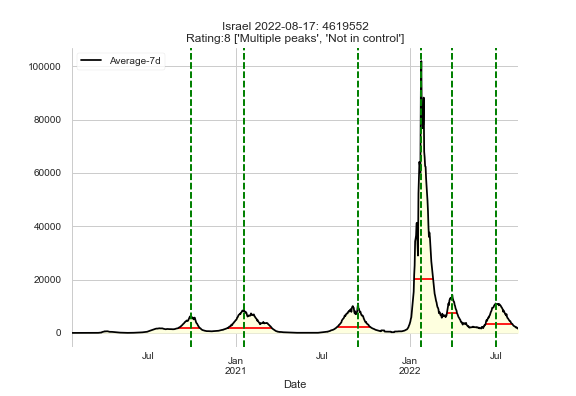 Israel 2022-08-17: 4619552
Rating:8 ['Multiple peaks', 'Not in control']
Average-7d
100000
80000
60000
40000
20000
0
Jul
Jan
2021
Jul
Jan
2022
Jul
Date